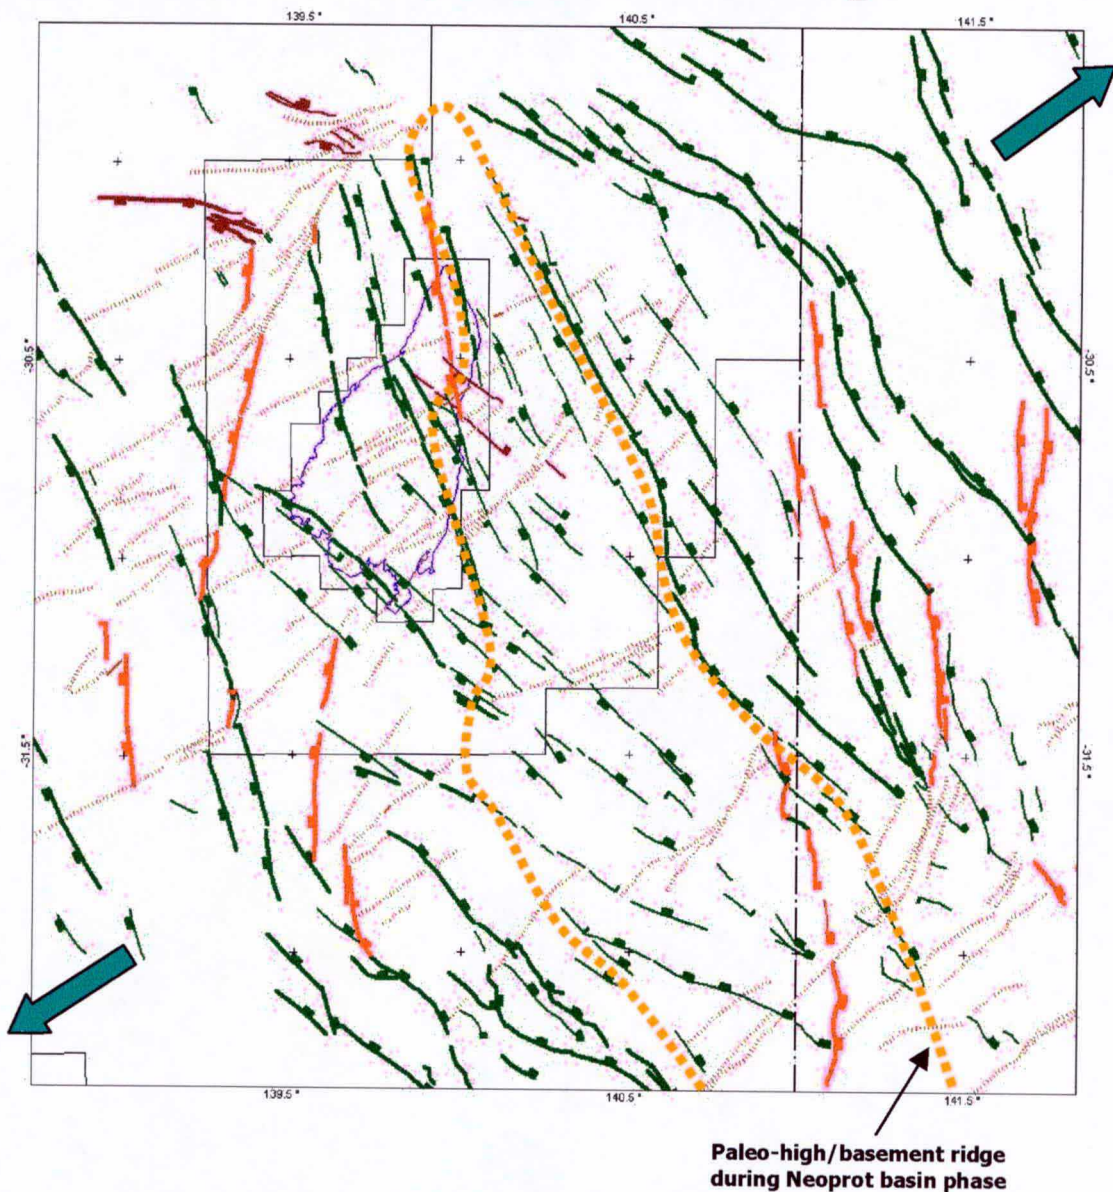 139.5° 140.5° 141.5°
-30.5° -30.5°
-31.5° -31.5°
139.5° 140.5° 141.5°
Paleo-high/basement ridge
during Neoprot basin phase